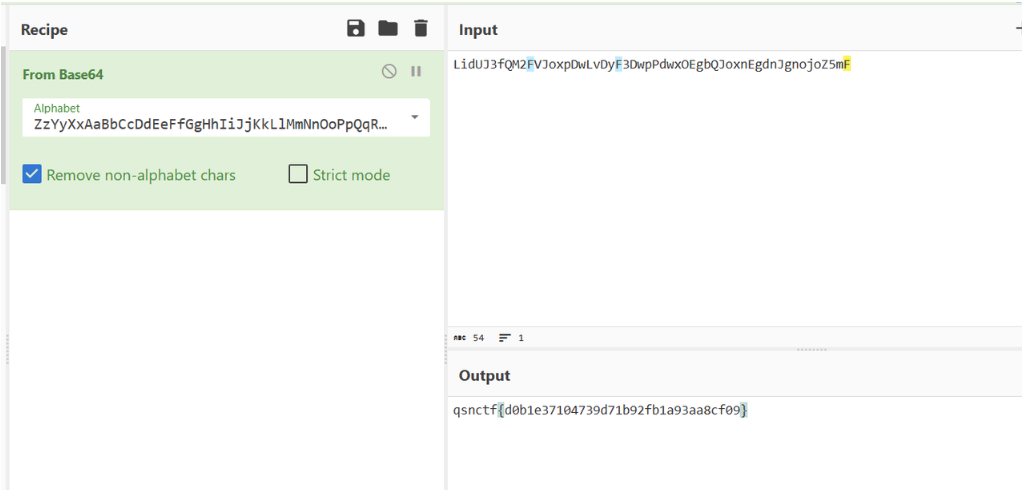 Recipe
From Base64
Alphabet
ZzYyXxAaBbCcDdEeFfGgHhIiJjKkLlMmNnOoPpQqR…
Remove non-alphabet chars
Strict mode
Input
LidUJ3fQM2FVJoxpDwLvDyF3DwpPdwxOEgbQJoxnEgdnJgnojoZ5mF
ABC 54
1
Output
qsnctf{d0b1e37104739d71b92fb1a93aa8cf09}